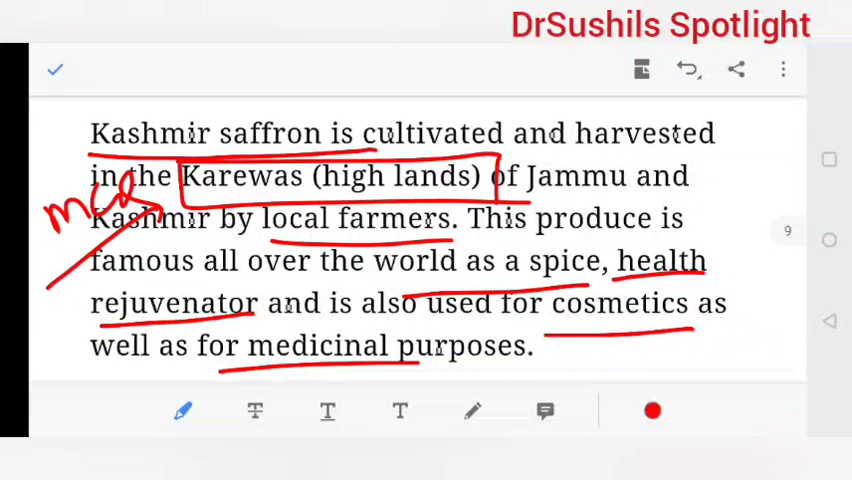 DrSushils Spotlight
Kashmir saffron is cultivated and harvested
in the Karewas (high lands) of Jammu and
mcq
Kashmir by local farmers. This produce is
9
famous all over the world as a spice, health
rejuvenator and is also used for cosmetics as
well as for medicinal purposes.
T T T